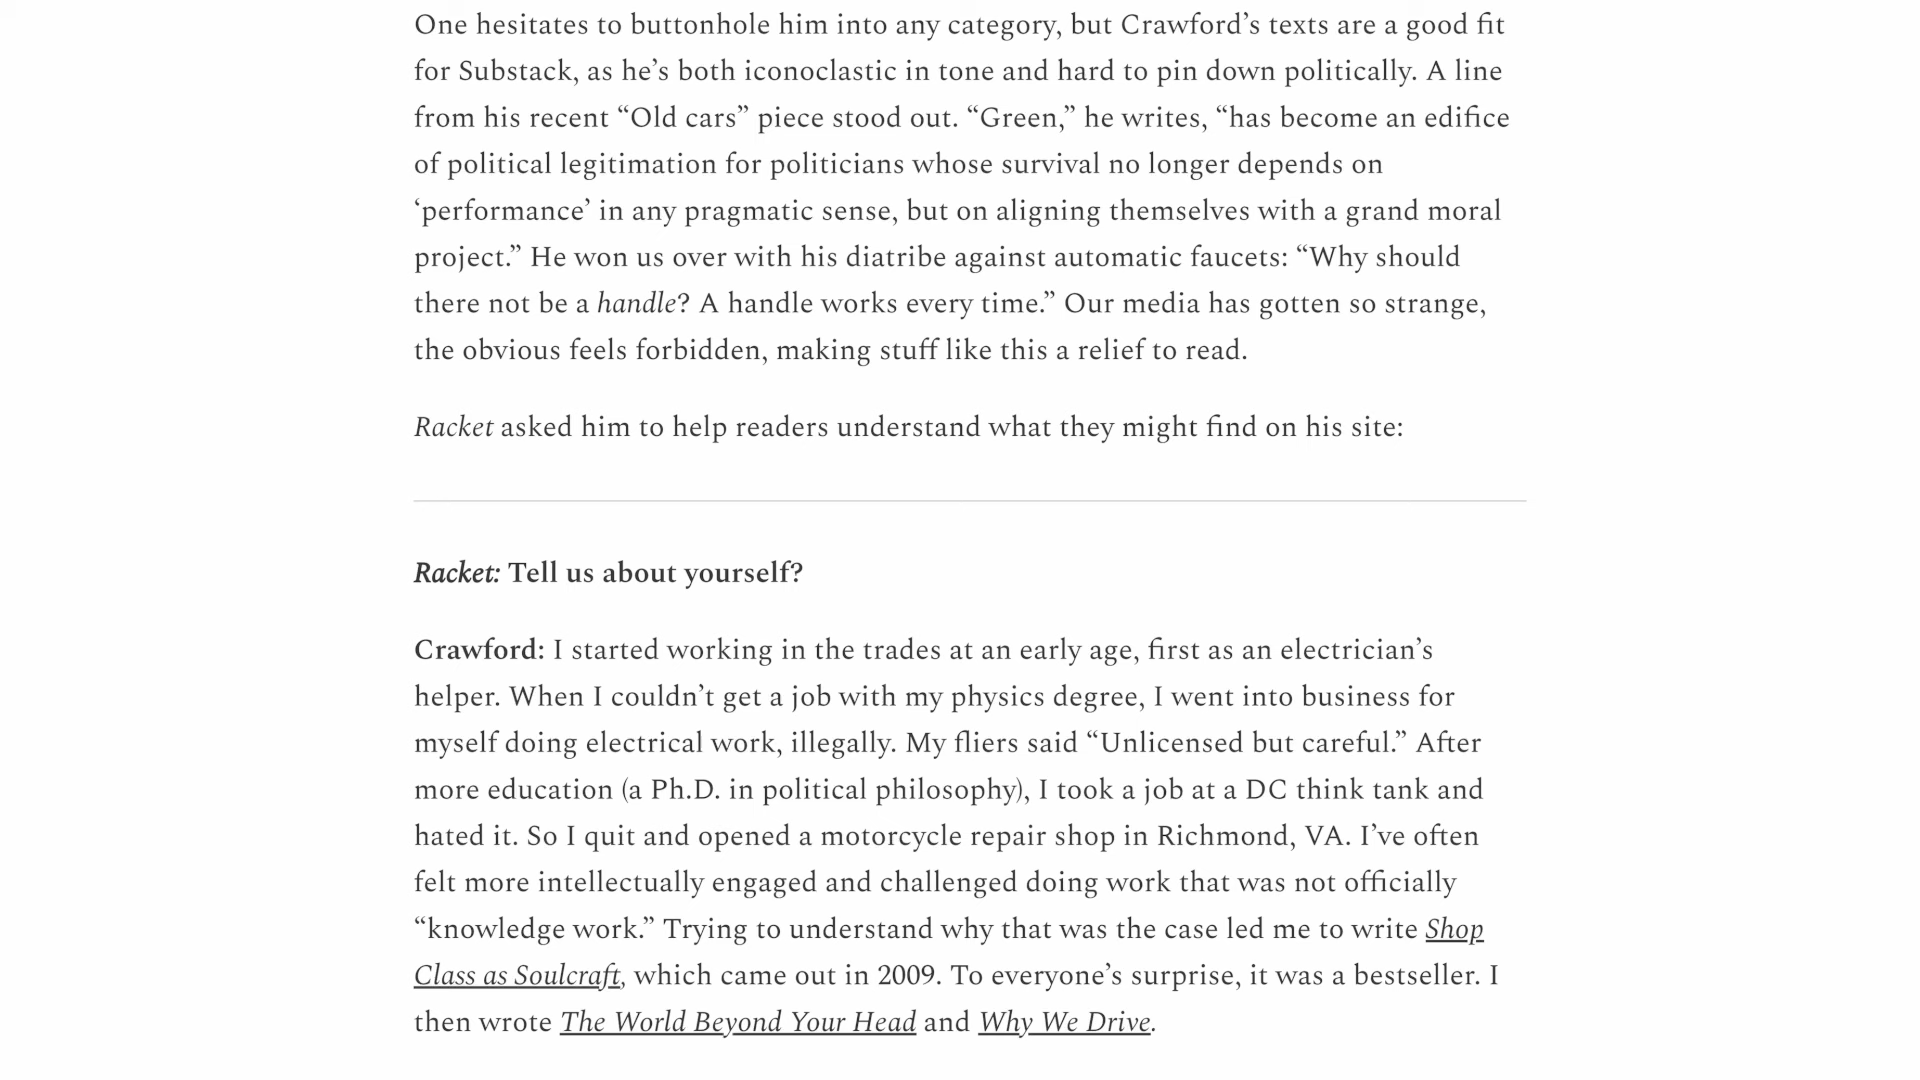 One hesitates to buttonhole him into any category, but Crawford’s texts are a good fit
for Substack, as he’s both iconoclastic in tone and hard to pin down politically. A line
from his recent “Old cars” piece stood out. “Green,” he writes, “has become an edifice
of political legitimation for politicians whose survival no longer depends on
‘performance’ in any pragmatic sense, but on aligning themselves with a grand moral
project.” He won us over with his diatribe against automatic faucets: “Why should
there not be a handle? A handle works every time.” Our media has gotten so strange,
the obvious feels forbidden, making stuff like this a relief to read.
Racket asked him to help readers understand what they might find on his site:
Racket: Tell us about yourself?
Crawford: I started working in the trades at an early age, first as an electrician’s
helper. When I couldn’t get a job with my physics degree, I went into business for
myself doing electrical work, illegally. My fliers said “Unlicensed but careful.” After
more education (a Ph.D. in political philosophy), I took a job at a DC think tank and
hated it. So I quit and opened a motorcycle repair shop in Richmond, VA. I’ve often
felt more intellectually engaged and challenged doing work that was not officially
“knowledge work.” Trying to understand why that was the case led me to write Shop
Class as Soulcraft, which came out in 2009. To everyone’s surprise, it was a bestseller. I
then wrote The World Beyond Your Head and Why We Drive.